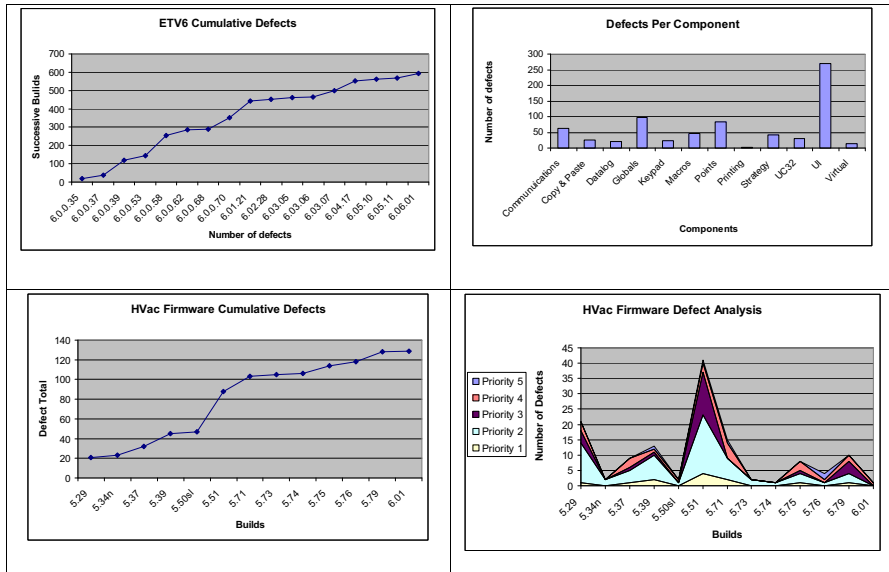 ETV6 Cumulative Defects
Successive Bulids
700
600
500
400
300
200
100
0
6.0.0.35
6.0.0.37
6.0.0.39
6.0.0.53
6.0.0.58
6.0.0.62
6.0.0.68
6.0.0.70
6.01.21
6.02.28
6.03.05
6.03.06
6.03.07
6.04.17
6.05.10
6.05.11
6.06.01
Number of defects
Defects Per Component
Number of defects
300
250
200
150
100
50
0
Communuications
Copy & Paste
Datalog
Globals
Keypad
Macros
Points
Printing
Strategy
UC32
UI
Virtual
Components
HVac Firmware Cumulative Defects
Defect Total
140
120
100
80
60
40
20
0
5.29
5.34n
5.37
5.39
5.50sl
5.51
5.71
5.73
5.74
5.75
5.76
5.79
6.01
Builds
HVac Firmware Defect Analysis
Priority 5
Priority 4
Priority 3
Priority 2
Priority 1
Number of Defects
45
40
35
30
25
20
15
10
5
0
5.29
5.34n
5.37
5.39
5.50sl
5.51
5.71
5.73
5.74
5.75
5.76
5.79
6.01
Builds